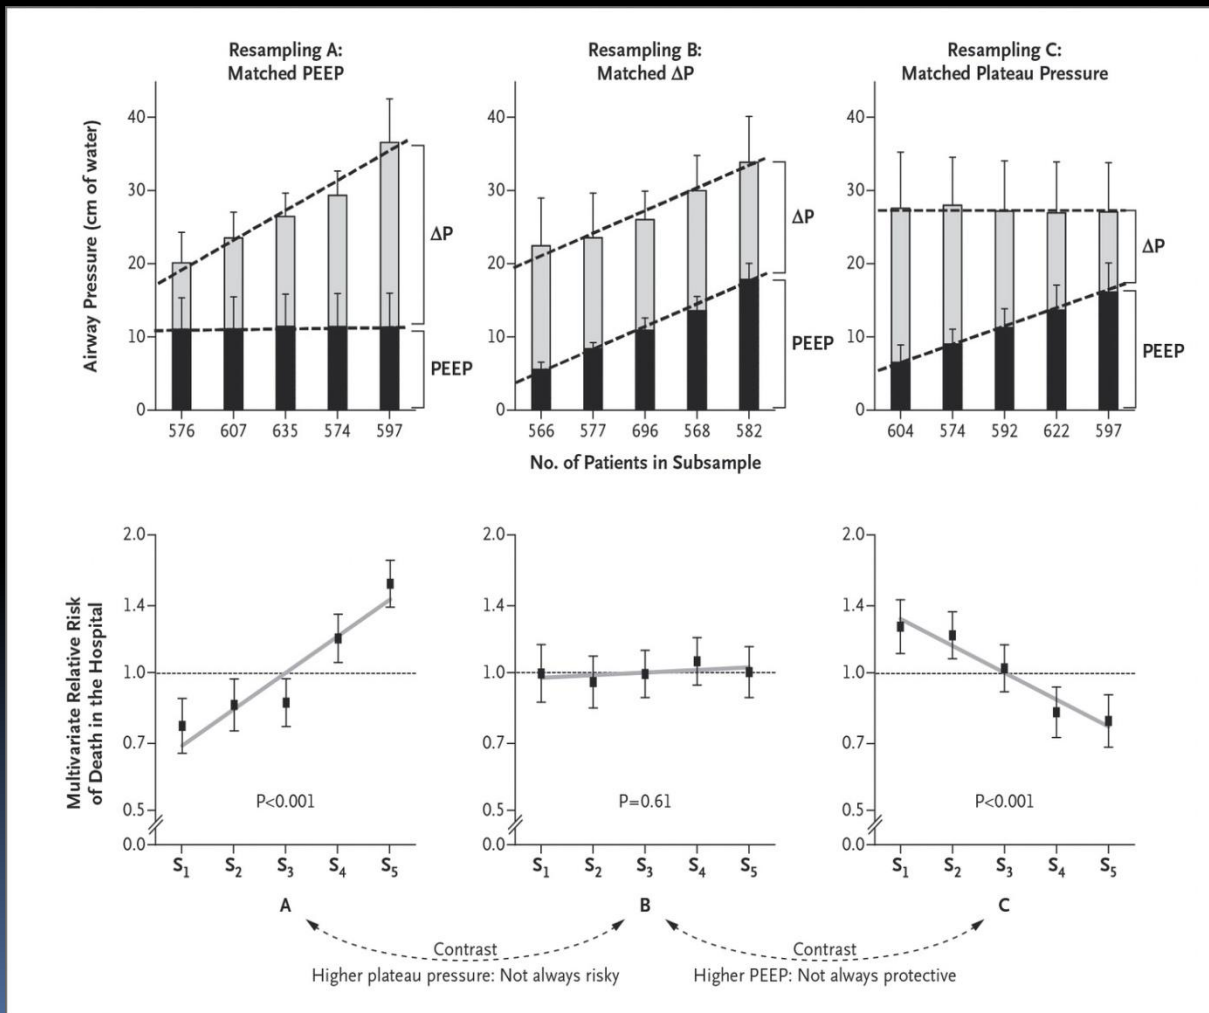 Resampling A:
Matched PEEP
Resampling B:
Matched ΔP
Resampling C:
Matched Plateau Pressure
Airway Pressure (cm of water)
40
30
20
10
0
ΔP
PEEP
576 607 635 574 597
40
30
20
10
0
ΔP
PEEP
566 577 696 568 582
40
30
20
10
0
ΔP
PEEP
604 574 592 622 597
No. of Patients in Subsample
Multivariate Relative Risk
of Death in the Hospital
2.0
1.4
1.0
0.7
0.5
0.0
P<0.001
S1 S2 S3 S4 S5
A
2.0
1.4
1.0
0.7
0.5
0.0
P=0.61
S1 S2 S3 S4 S5
B
2.0
1.4
1.0
0.7
0.5
0.0
P<0.001
S1 S2 S3 S4 S5
C
Contrast
Higher plateau pressure: Not always risky
Contrast
Higher PEEP: Not always protective